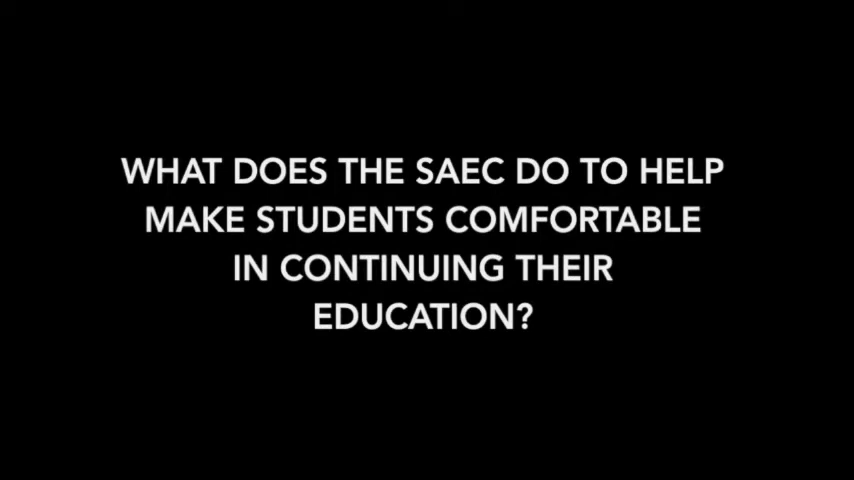 WHAT DOES THE SAEC DO TO HELP
MAKE STUDENTS COMFORTABLE
IN CONTINUING THEIR
EDUCATION?